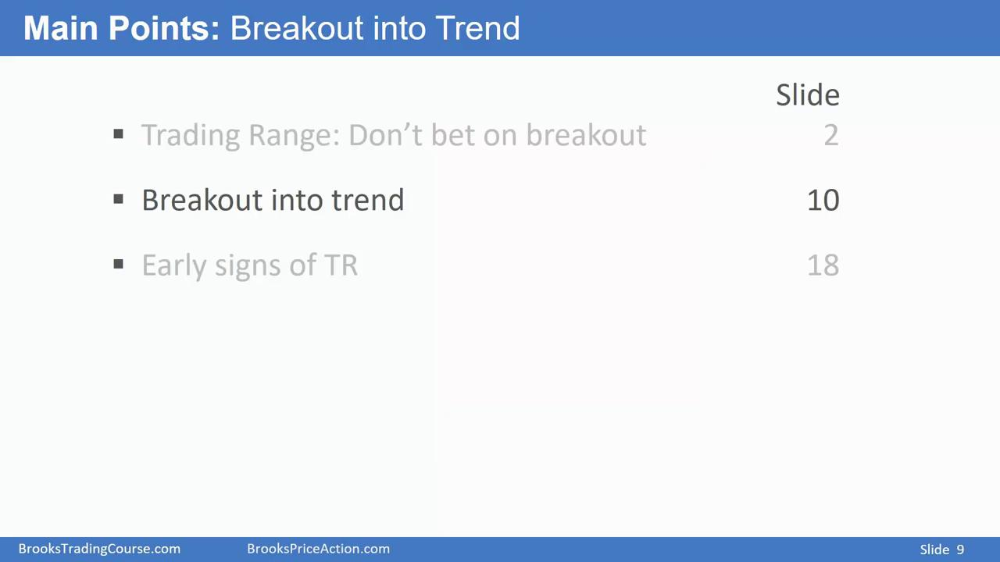 Main Points: Breakout into Trend
Slide
▪ Trading Range: Don’t bet on breakout 2
▪ Breakout into trend 10
▪ Early signs of TR 18
BrooksTradingCourse.com BrooksPriceAction.com Slide 9